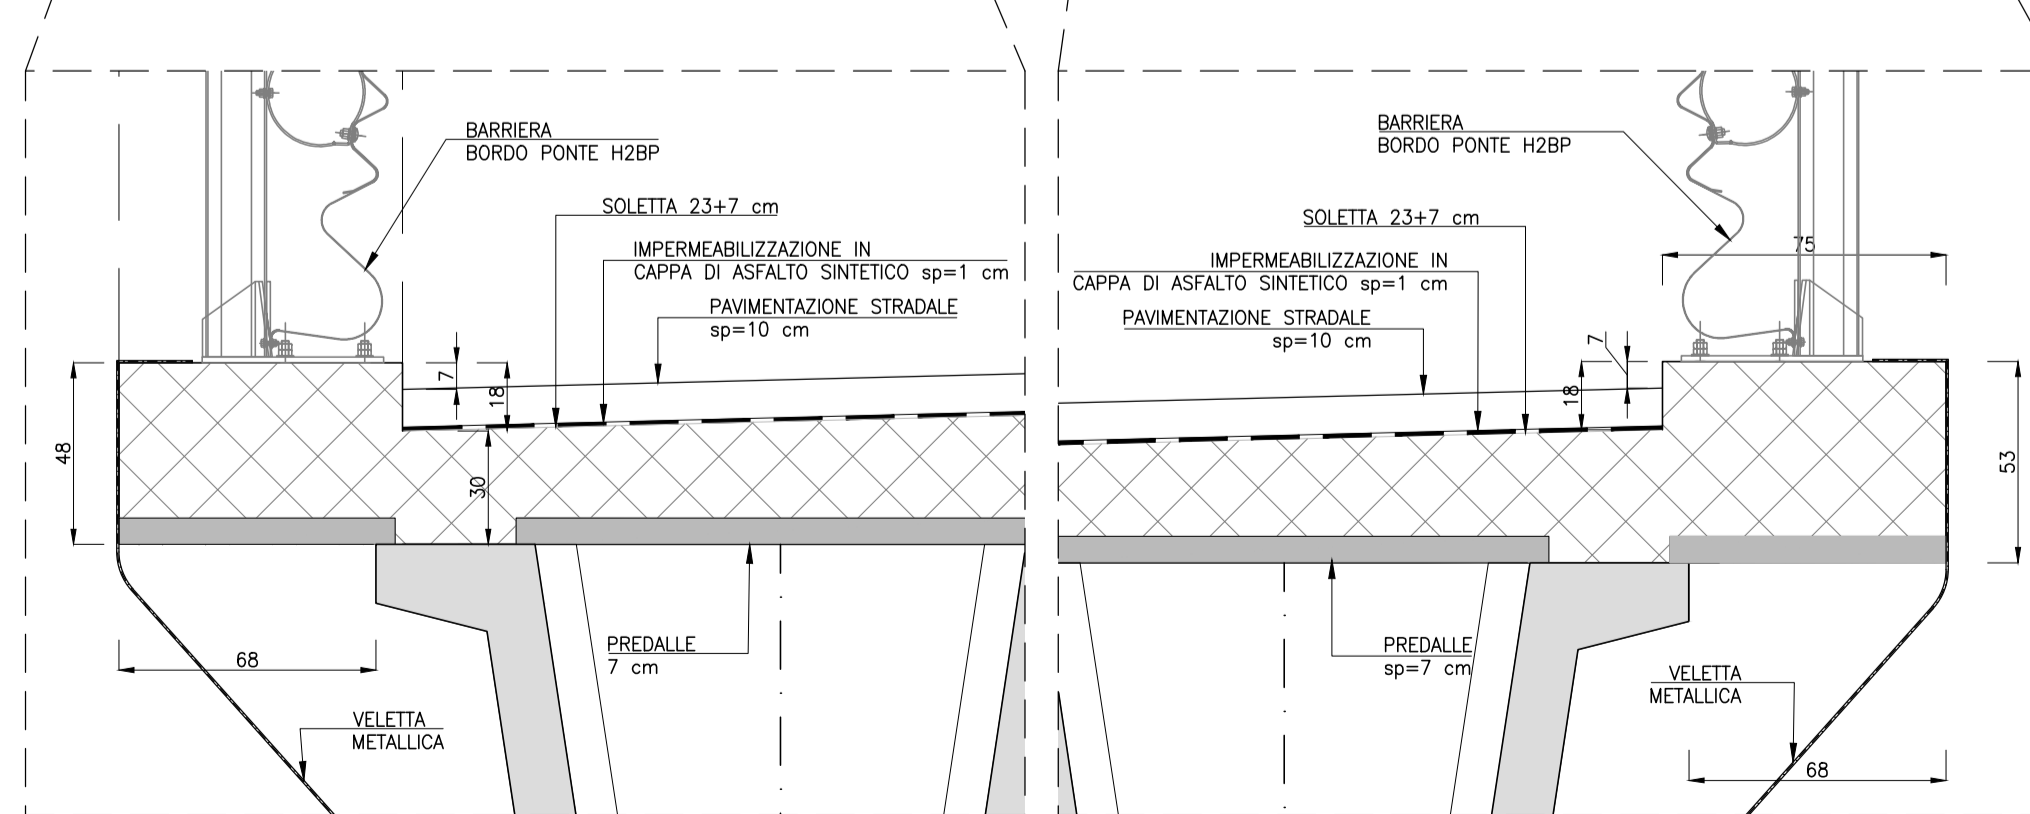 BARRIERA
BORDO PONTE H2BP
SOLETTA 23+7 cm
IMPERMEABILIZZAZIONE IN
CAPPA DI ASFALTO SINTETICO sp=1 cm
PAVIMENTAZIONE STRADALE
sp=10 cm
7
18
48
30
68
PREDALLE
7 cm
VELETTA
METALLICA
BARRIERA
BORDO PONTE H2BP
SOLETTA 23+7 cm
75
IMPERMEABILIZZAZIONE IN
CAPPA DI ASFALTO SINTETICO sp=1 cm
PAVIMENTAZIONE STRADALE
sp=10 cm
7
18
53
PREDALLE
sp=7 cm
VELETTA
METALLICA
68